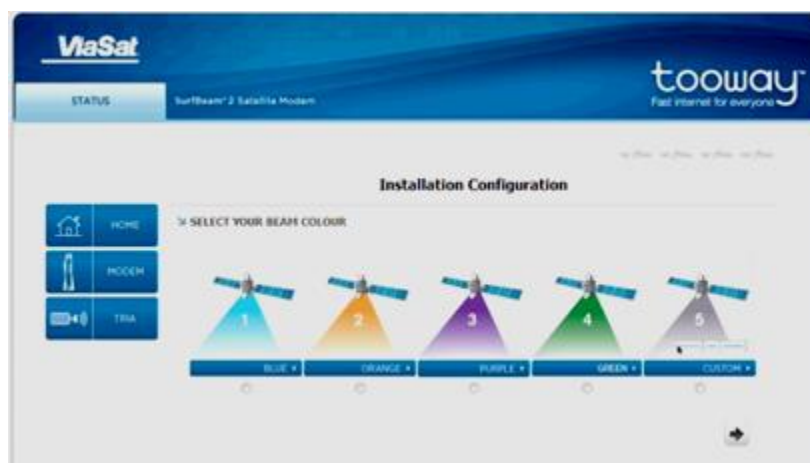 ViaSat
tooway™
Fast internet for everyone
STATUS
SurfBeam® 2 Satellite Modem
Installation Configuration
SELECT YOUR BEAM COLOUR
HOME
MODEM
TRIA
1
2
3
4
5
BLUE
ORANGE
PURPLE
GREEN
CUSTOM